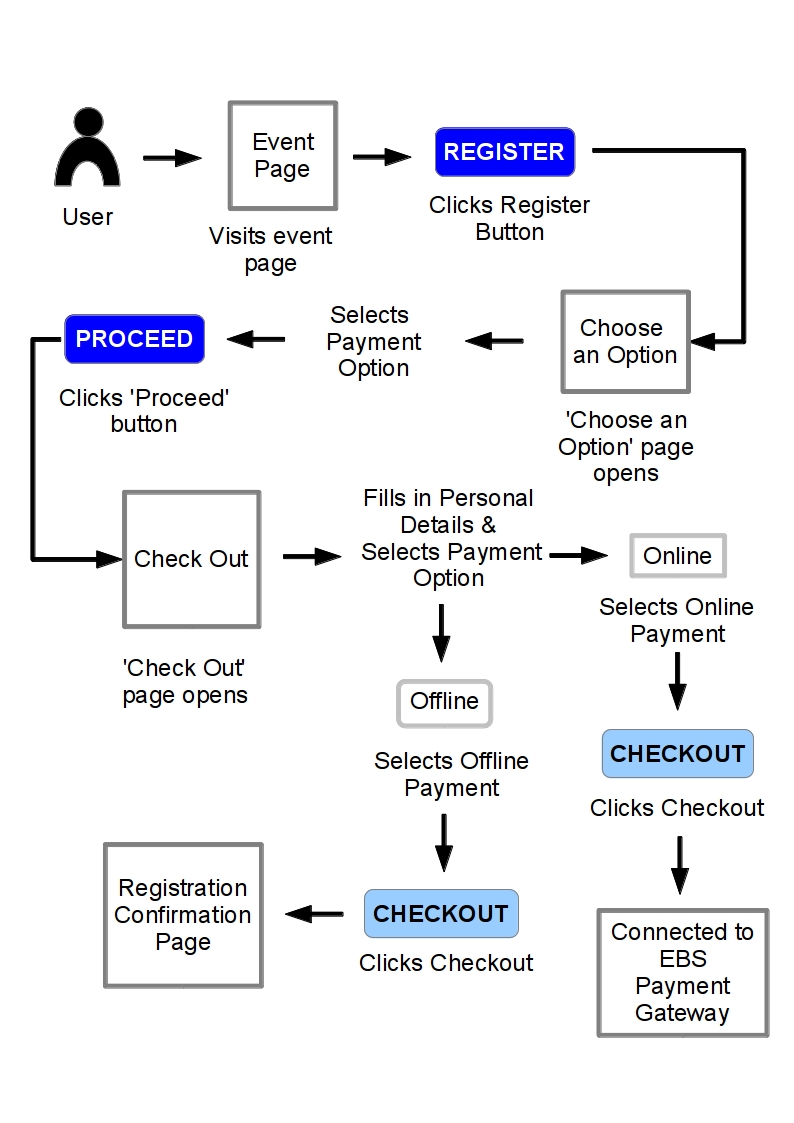 User
Event
Page
Visits event
page
REGISTER
Clicks Register
Button
Choose
an Option
'Choose an
Option' page
opens
Selects
Payment
Option
PROCEED
Clicks 'Proceed'
button
Check Out
'Check Out'
page opens
Fills in Personal
Details &
Selects Payment
Option
Online
Selects Online
Payment
CHECKOUT
Clicks Checkout
Connected to
EBS
Payment
Gateway
Offline
Selects Offline
Payment
CHECKOUT
Clicks Checkout
Registration
Confirmation
Page